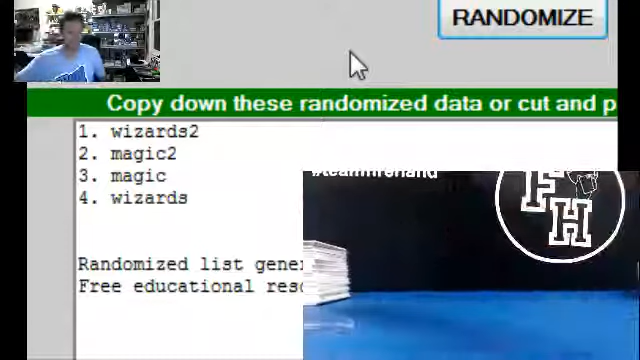 RANDOMIZE
Copy down these randomized data or cut and p
1. wizards2
2. magic2
3. magic
4. wizards
Randomized list gene
Free educational res
FH